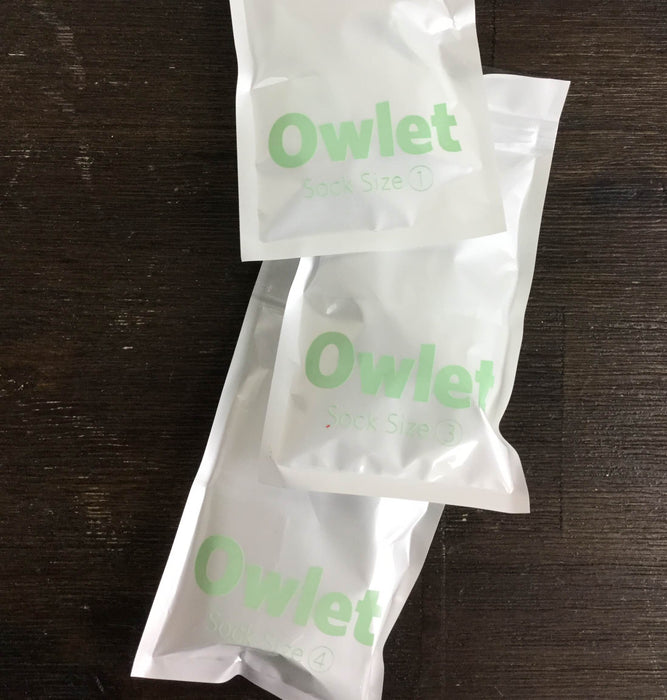 Owlet
Sock Size ①
Owlet
Sock Size ③
Owlet
Sock Size ④